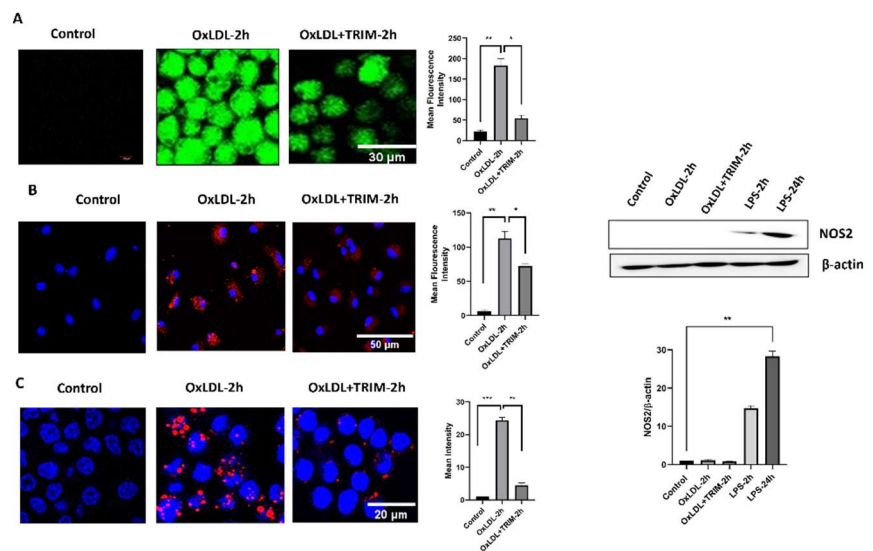 A
Control
OxLDL-2h
OxLDL+TRIM-2h
30 µm
Mean Flourescence
Intensity
250
200
150
100
50
0
**
*
Control
OxLDL-2h
OxLDL+TRIM-2h
B
Control
OxLDL-2h
OxLDL+TRIM-2h
50 µm
Mean Flourescence
Intensity
150
100
50
0
**
*
Control
OxLDL-2h
OxLDL+TRIM-2h
C
Control
OxLDL-2h
OxLDL+TRIM-2h
20 µm
Mean Intensity
30
20
10
0
***
**
Control
OxLDL-2h
OxLDL+TRIM-2h
Control
OxLDL-2h
OxLDL+TRIM-2h
LPS-2h
LPS-24h
NOS2
β-actin
**
NOS2/β-actin
30
20
10
0
Control
OxLDL-2h
OxLDL+TRIM-2h
LPS-2h
LPS-24h